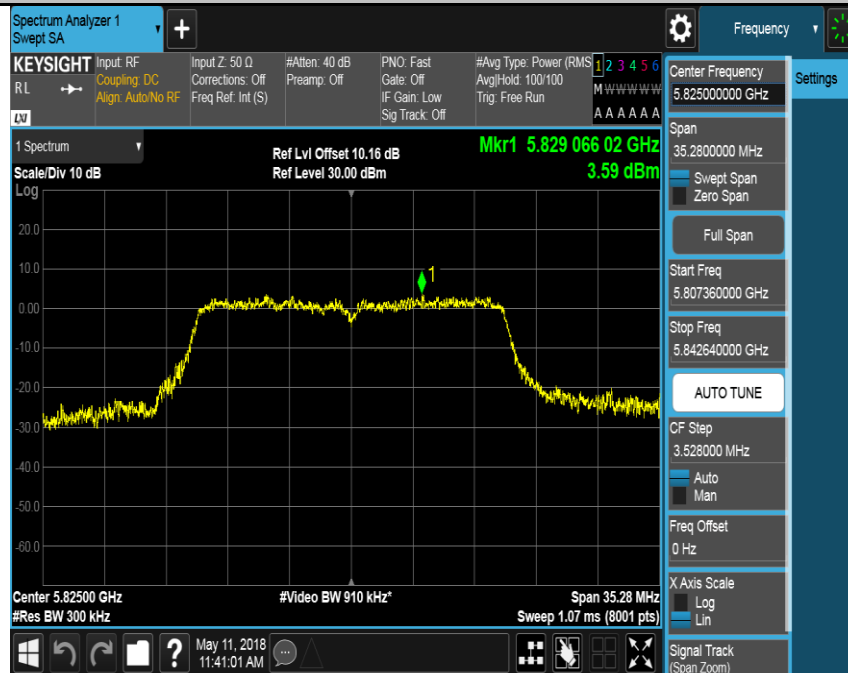 Spectrum Analyzer 1
Swept SA
+
Frequency
KEYSIGHT
RL
LXI
Input: RF
Coupling: DC
Align: Auto/No RF
Input Z: 50 Ω
Corrections: Off
Freq Ref: Int (S)
#Atten: 40 dB
Preamp: Off
PNO: Fast
Gate: Off
IF Gain: Low
Sig Track: Off
#Avg Type: Power (RMS
Avg|Hold: 100/100
Trig: Free Run
1 2 3 4 5 6
M W W W W W
A A A A A A
Settings
1 Spectrum
Scale/Div 10 dB
Ref Lvl Offset 10.16 dB
Ref Level 30.00 dBm
Mkr1 5.829 066 02 GHz
3.59 dBm
Log
20.0
10.0
0.00
-10.0
-20.0
-30.0
-40.0
-50.0
-60.0
1
Center 5.82500 GHz
#Res BW 300 kHz
#Video BW 910 kHz*
Span 35.28 MHz
Sweep 1.07 ms (8001 pts)
Center Frequency
5.825000000 GHz
Span
35.2800000 MHz
Swept Span
Zero Span
Full Span
Start Freq
5.807360000 GHz
Stop Freq
5.842640000 GHz
AUTO TUNE
CF Step
3.528000 MHz
Auto
Man
Freq Offset
0 Hz
X Axis Scale
Log
Lin
Signal Track
(Span Zoom)
?
May 11, 2018
11:41:01 AM